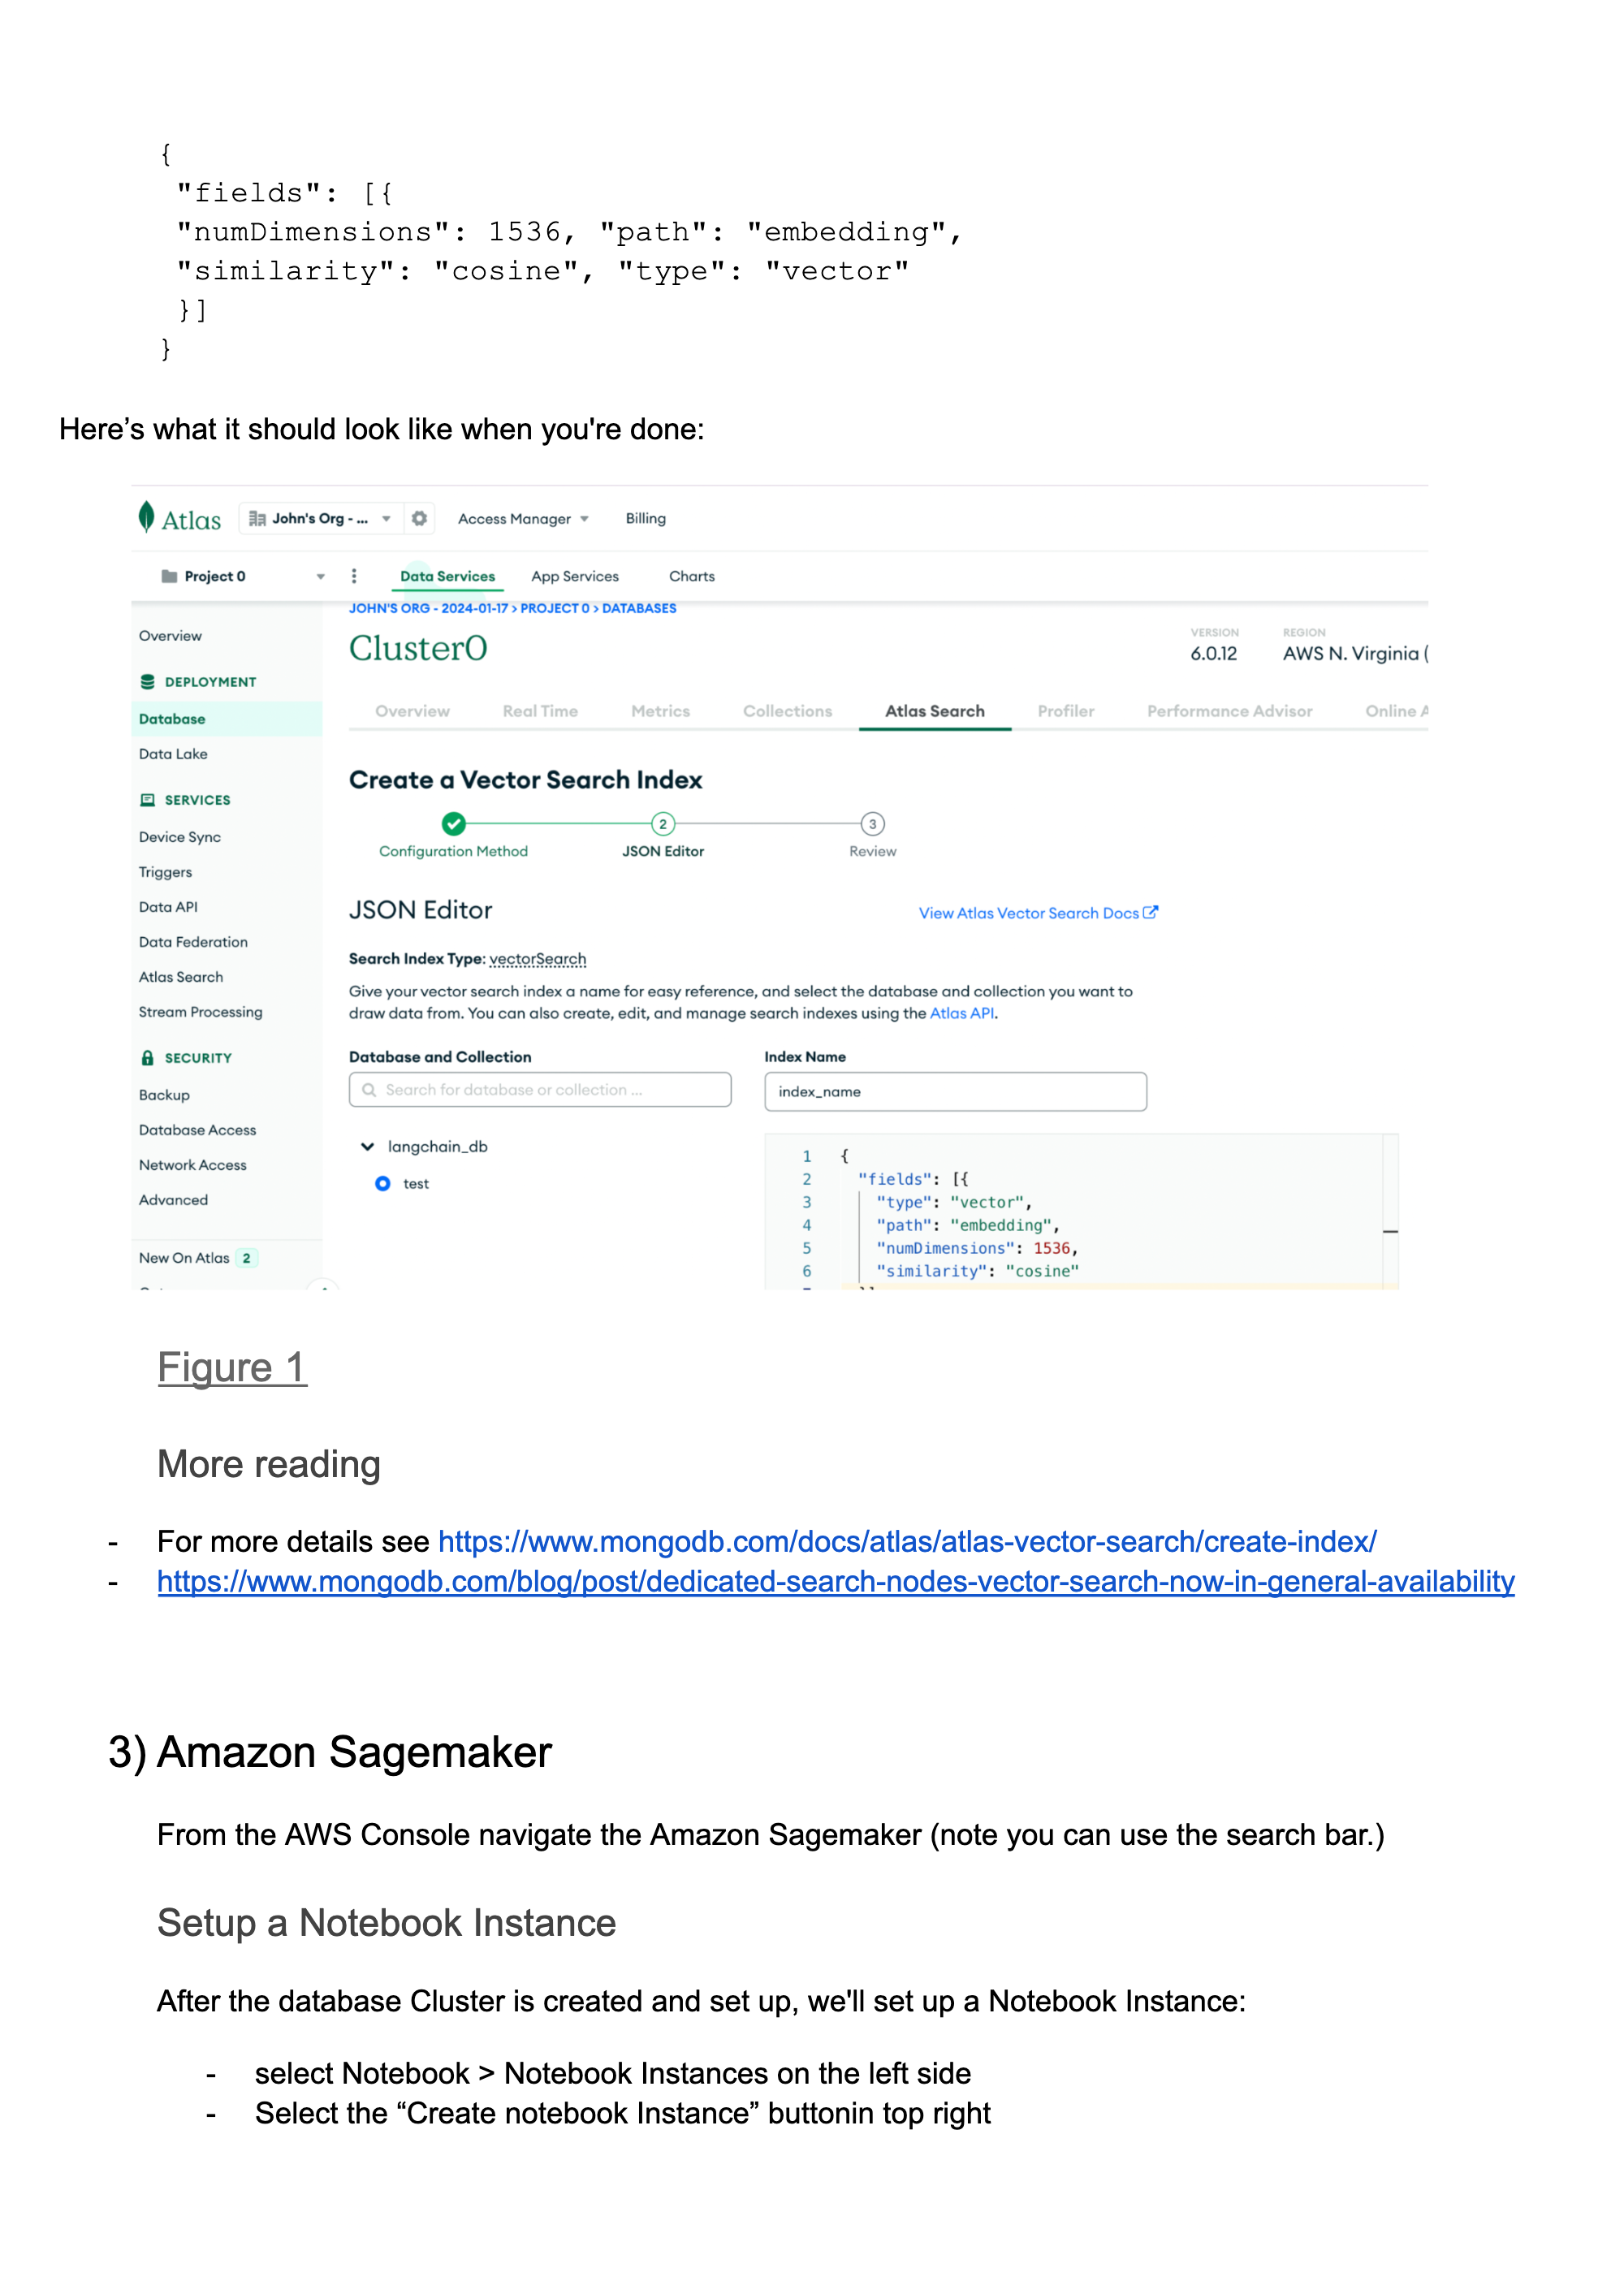 {
"fields": [{
"numDimensions": 1536, "path": "embedding",
"similarity": "cosine", "type": "vector"
}]
}
Here’s what it should look like when you're done:
Atlas John's Org - ... Access Manager Billing
Project 0 Data Services App Services Charts
JOHN'S ORG - 2024-01-17 > PROJECT 0 > DATABASES
Overview
DEPLOYMENT
Database
Data Lake
SERVICES
Device Sync
Triggers
Data API
Data Federation
Atlas Search
Stream Processing
SECURITY
Backup
Database Access
Network Access
Advanced
New On Atlas 2
Cluster0
VERSION
6.0.12
REGION
AWS N. Virginia (
Overview Real Time Metrics Collections Atlas Search Profiler Performance Advisor Online A
Create a Vector Search Index
2 3
Configuration Method JSON Editor Review
JSON Editor
View Atlas Vector Search Docs
Search Index Type: vectorSearch
Give your vector search index a name for easy reference, and select the database and collection you want to
draw data from. You can also create, edit, and manage search indexes using the Atlas API.
Database and Collection
Search for database or collection ...
langchain_db
test
Index Name
index_name
1 {
2 "fields": [{
3 "type": "vector",
4 "path": "embedding",
5 "numDimensions": 1536,
6 "similarity": "cosine"
Figure 1
More reading
- For more details see https://www.mongodb.com/docs/atlas/atlas-vector-search/create-index/
- https://www.mongodb.com/blog/post/dedicated-search-nodes-vector-search-now-in-general-availability
3) Amazon Sagemaker
From the AWS Console navigate the Amazon Sagemaker (note you can use the search bar.)
Setup a Notebook Instance
After the database Cluster is created and set up, we'll set up a Notebook Instance:
- select Notebook > Notebook Instances on the left side
- Select the “Create notebook Instance” buttonin top right